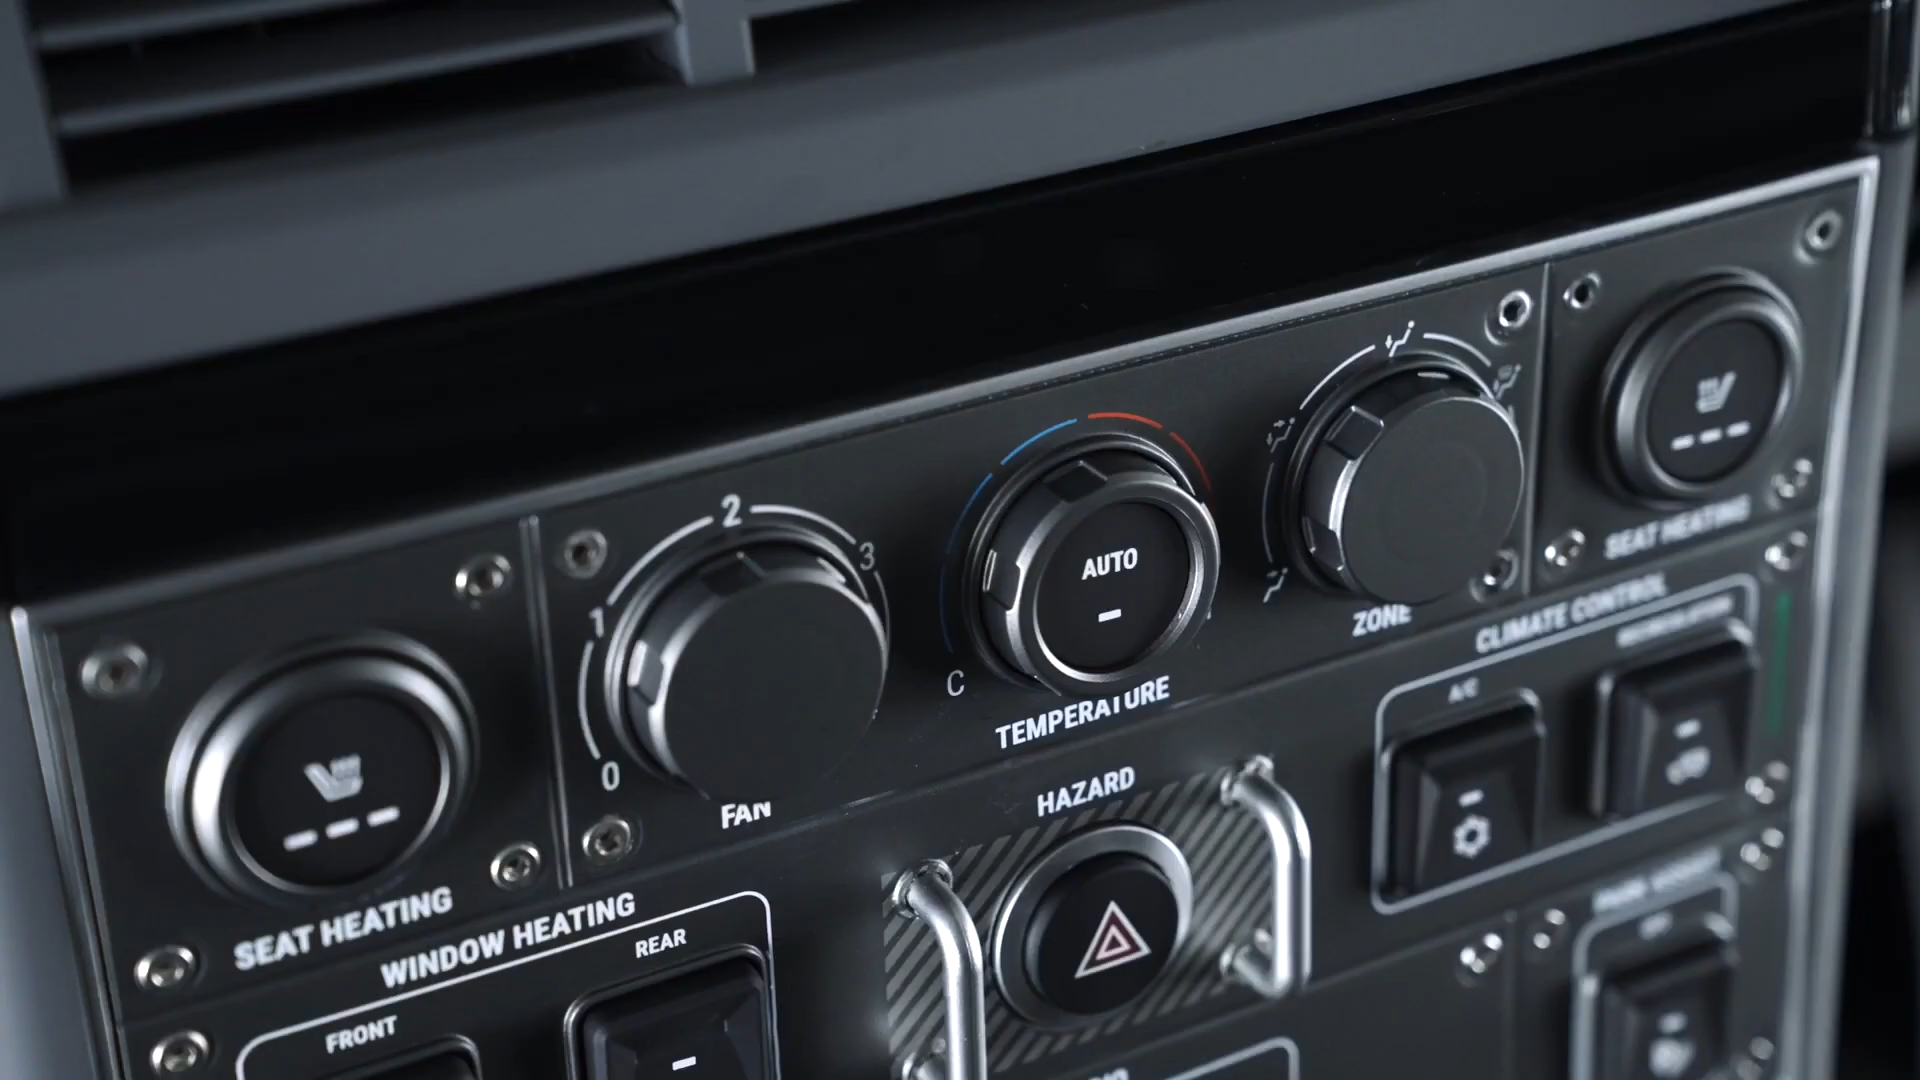 2
1
3
0
FAN
AUTO
C
TEMPERATURE
ZONE
SEAT HEATING
SEAT HEATING
WINDOW HEATING
FRONT
REAR
HAZARD
CLIMATE CONTROL
A/C
RECIRCULATION